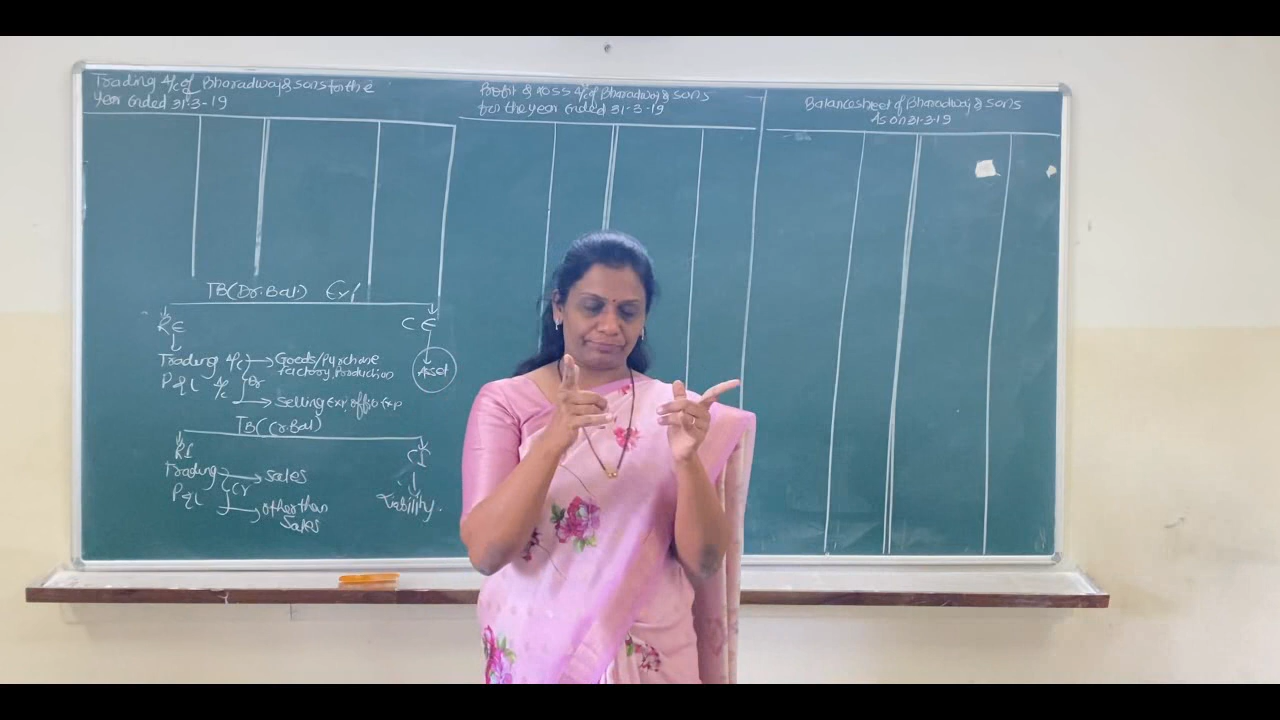 Trading A/c of Bharadwaj & Sons for the
Year Ended 31-3-19
Profit & Loss A/c of Bharadwaj & Sons
for the year Ended 31-3-19
Balancesheet of Bharadwaj & Sons
As on 31-3-19
TB (Dr. Bal.) Exp
RE
CE
Trading A/c → Goods/Purchase
Factory, Production
P & L A/c Dr
Asset
Selling Exp, office Exp
TB (Cr. Bal)
RI
CI
Trading → Sales
P & L Cr
→ other than
Sales
Liability.